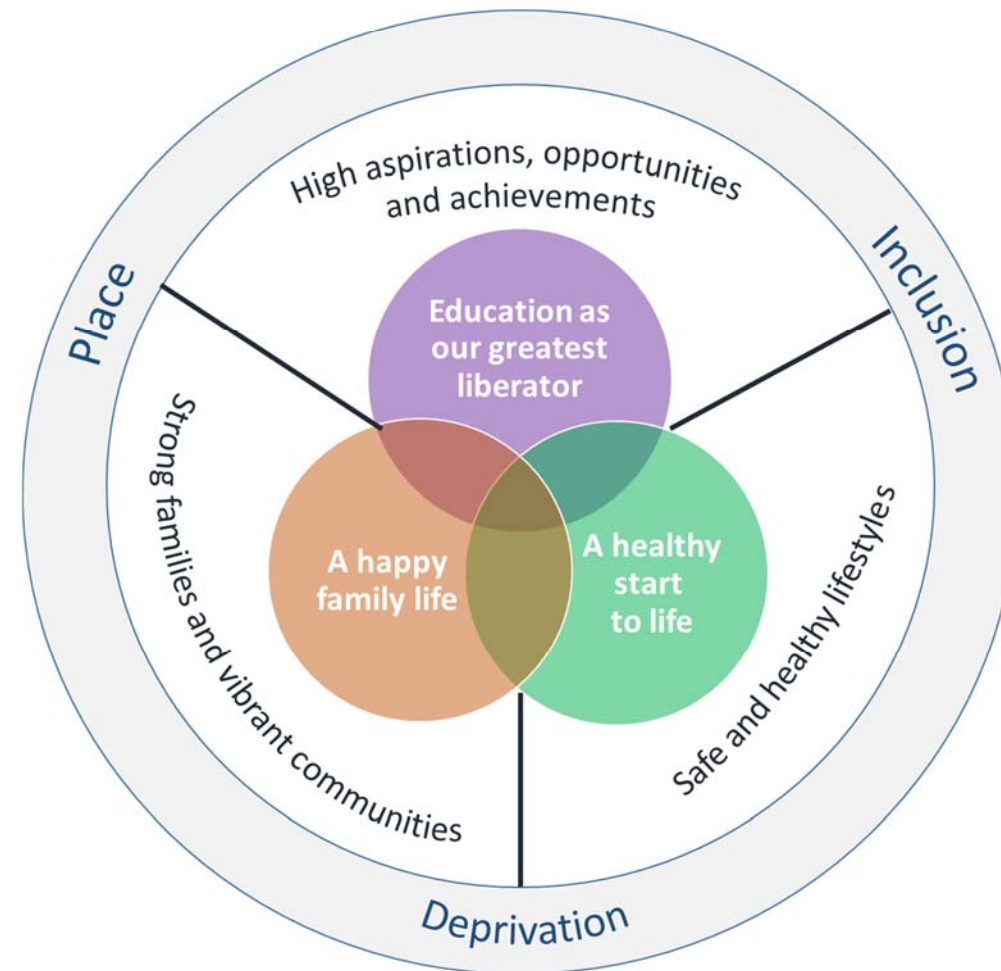 High aspirations, opportunities
and achievements
Place
Inclusion
Education as
our greatest
liberator
Strong families and vibrant communities
A happy
family life
A healthy
start
to life
Safe and healthy lifestyles
Deprivation